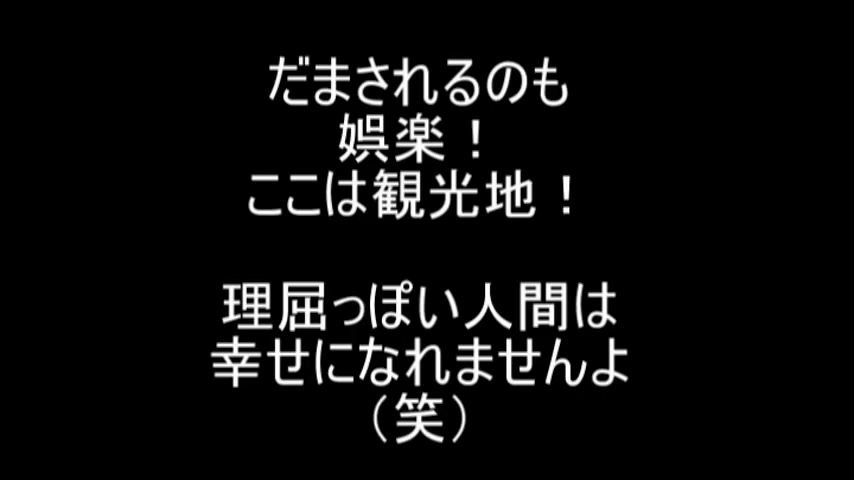 だまされるのも
娯楽！
ここは観光地！
理屈っぽい人間は
幸せになれませんよ
（笑）